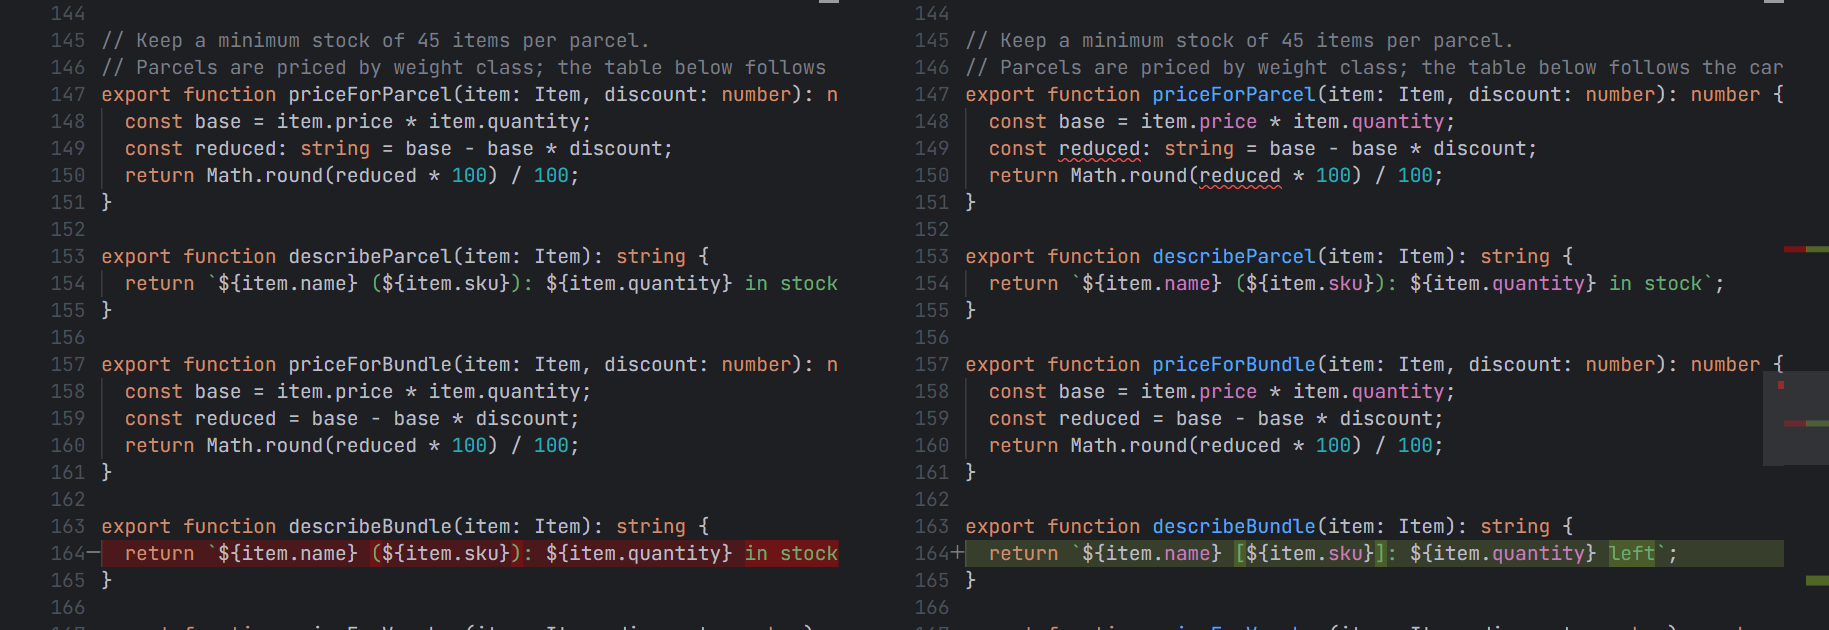 144
145 // Keep a minimum stock of 45 items per parcel.
146 // Parcels are priced by weight class; the table below follows
147 export function priceForParcel(item: Item, discount: number): n
148 const base = item.price * item.quantity;
149 const reduced: string = base - base * discount;
150 return Math.round(reduced * 100) / 100;
151 }
152
153 export function describeParcel(item: Item): string {
154 return `${item.name} (${item.sku}): ${item.quantity} in stock
155 }
156
157 export function priceForBundle(item: Item, discount: number): n
158 const base = item.price * item.quantity;
159 const reduced = base - base * discount;
160 return Math.round(reduced * 100) / 100;
161 }
162
163 export function describeBundle(item: Item): string {
164− return `${item.name} (${item.sku}): ${item.quantity} in stock
165 }
166
144
145 // Keep a minimum stock of 45 items per parcel.
146 // Parcels are priced by weight class; the table below follows the car
147 export function priceForParcel(item: Item, discount: number): number {
148 const base = item.price * item.quantity;
149 const reduced: string = base - base * discount;
150 return Math.round(reduced * 100) / 100;
151 }
152
153 export function describeParcel(item: Item): string {
154 return `${item.name} (${item.sku}): ${item.quantity} in stock`;
155 }
156
157 export function priceForBundle(item: Item, discount: number): number {
158 const base = item.price * item.quantity;
159 const reduced = base - base * discount;
160 return Math.round(reduced * 100) / 100;
161 }
162
163 export function describeBundle(item: Item): string {
164+ return `${item.name} [${item.sku}]: ${item.quantity} left`;
165 }
166